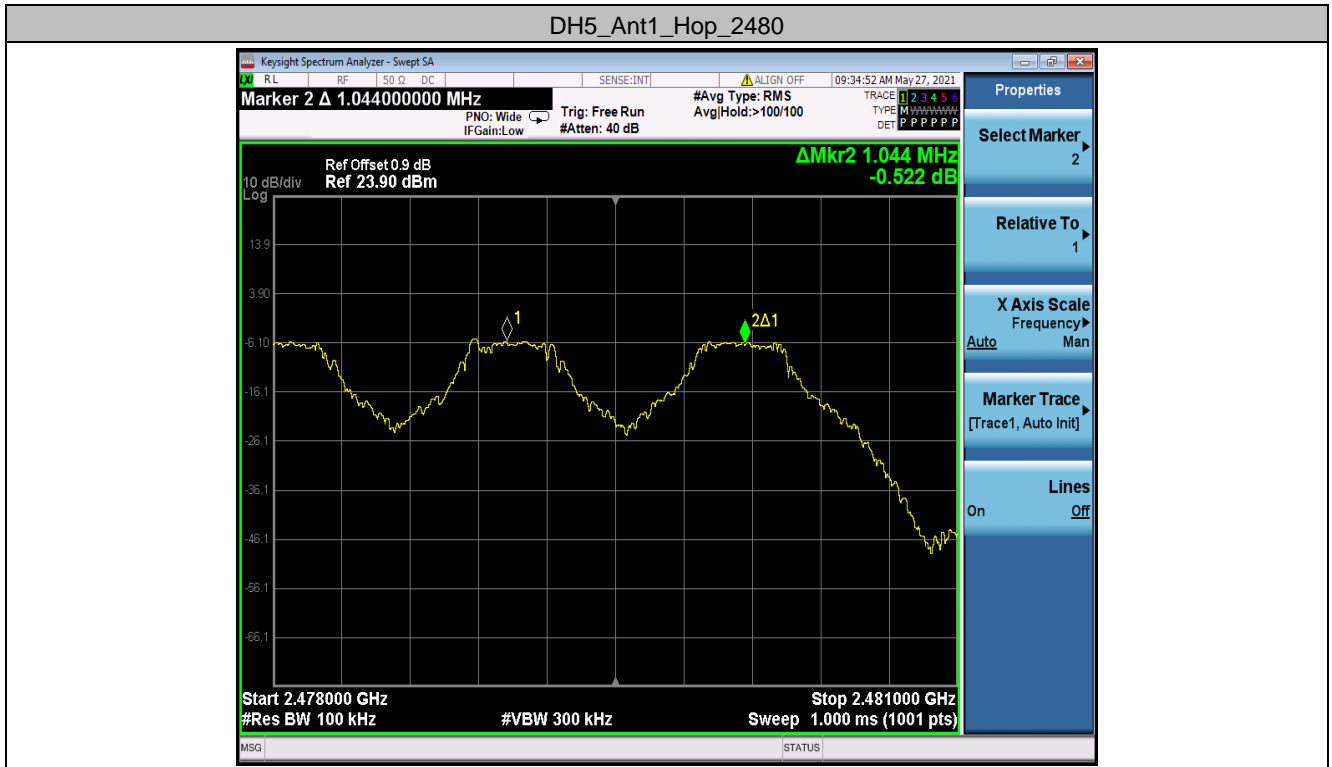 DH5_Ant1_Hop_2480
Keysight Spectrum Analyzer - Swept SA
LXI RL RF 50 Ω DC SENSE:INT ALIGN OFF 09:34:52 AM May 27, 2021
Marker 2 Δ 1.044000000 MHz
PNO: Wide
IFGain:Low
Trig: Free Run
#Atten: 40 dB
#Avg Type: RMS
Avg|Hold:>100/100
TRACE 1 2 3 4 5 6
TYPE M W W W W W
DET P P P P P P
ΔMkr2 1.044 MHz
-0.522 dB
Ref Offset 0.9 dB
10 dB/div Ref 23.90 dBm
Log
13.9
3.90
-6.10
-16.1
-26.1
-36.1
-46.1
-56.1
-66.1
1
2Δ1
Start 2.478000 GHz Stop 2.481000 GHz
#Res BW 100 kHz #VBW 300 kHz Sweep 1.000 ms (1001 pts)
MSG STATUS
Properties
Select Marker
2
Relative To
1
X Axis Scale
Frequency
Auto Man
Marker Trace
[Trace1, Auto Init]
Lines
On Off